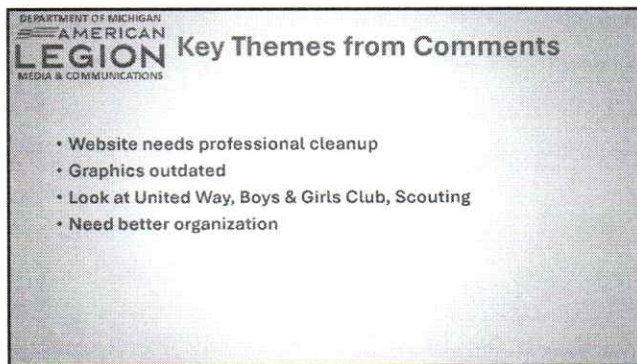 DEPARTMENT OF MICHIGAN
AMERICAN
LEGION
MEDIA & COMMUNICATIONS
Key Themes from Comments
• Website needs professional cleanup
• Graphics outdated
• Look at United Way, Boys & Girls Club, Scouting
• Need better organization